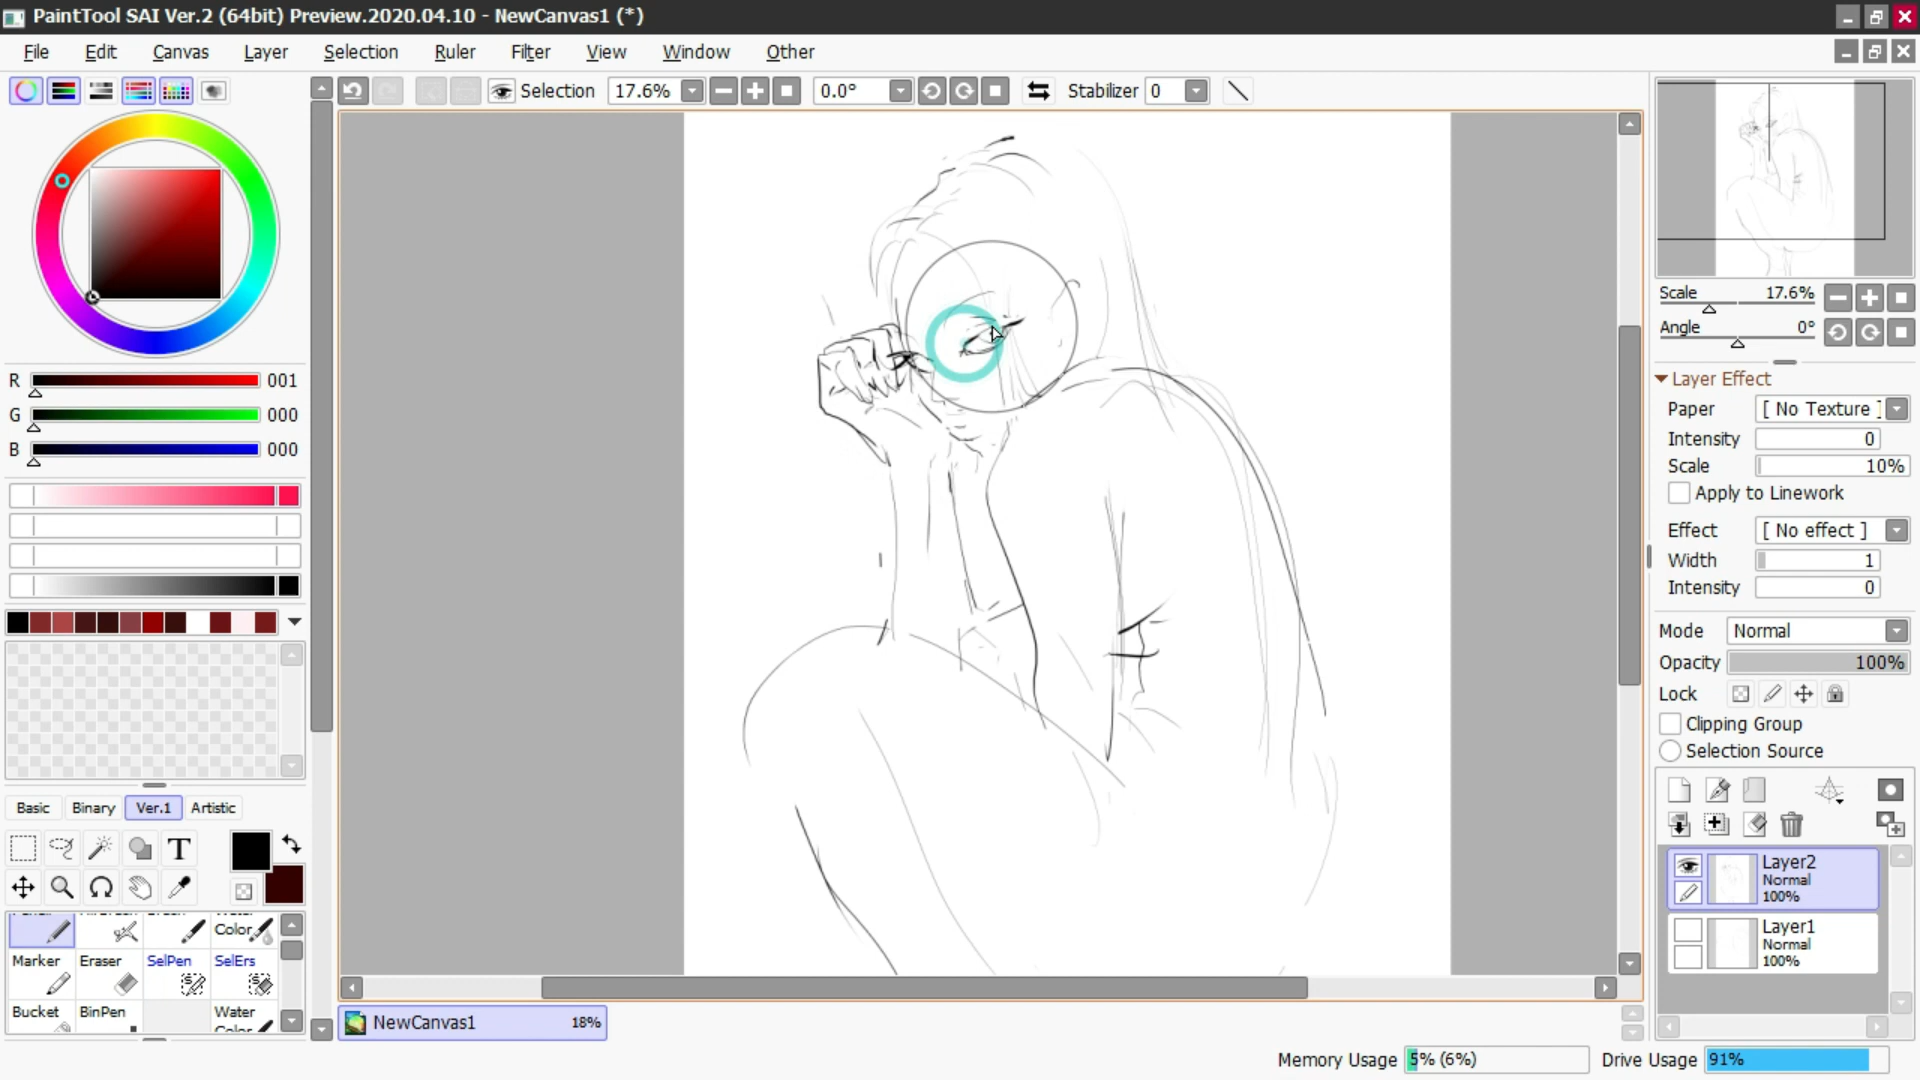 PaintTool SAI Ver.2 (64bit) Preview.2020.04.10 - NewCanvas1 (*)
File Edit Canvas Layer Selection Ruler Filter View Window Other
Selection 17.6% 0.0° Stabilizer 0
Scale 17.6%
Angle 0°
R 001
G 000
B 000
Layer Effect
Paper [ No Texture ]
Intensity 0
Scale 10%
Apply to Linework
Effect [ No effect ]
Width 1
Intensity 0
Mode Normal
Opacity 100%
Lock
Clipping Group
Selection Source
Basic Binary Ver.1 Artistic
T
Color
Marker Eraser SelPen SelErs
Bucket BinPen Water
Color
Layer2
Normal
100%
Layer1
Normal
100%
NewCanvas1 18%
Memory Usage 5% (6%) Drive Usage 91%